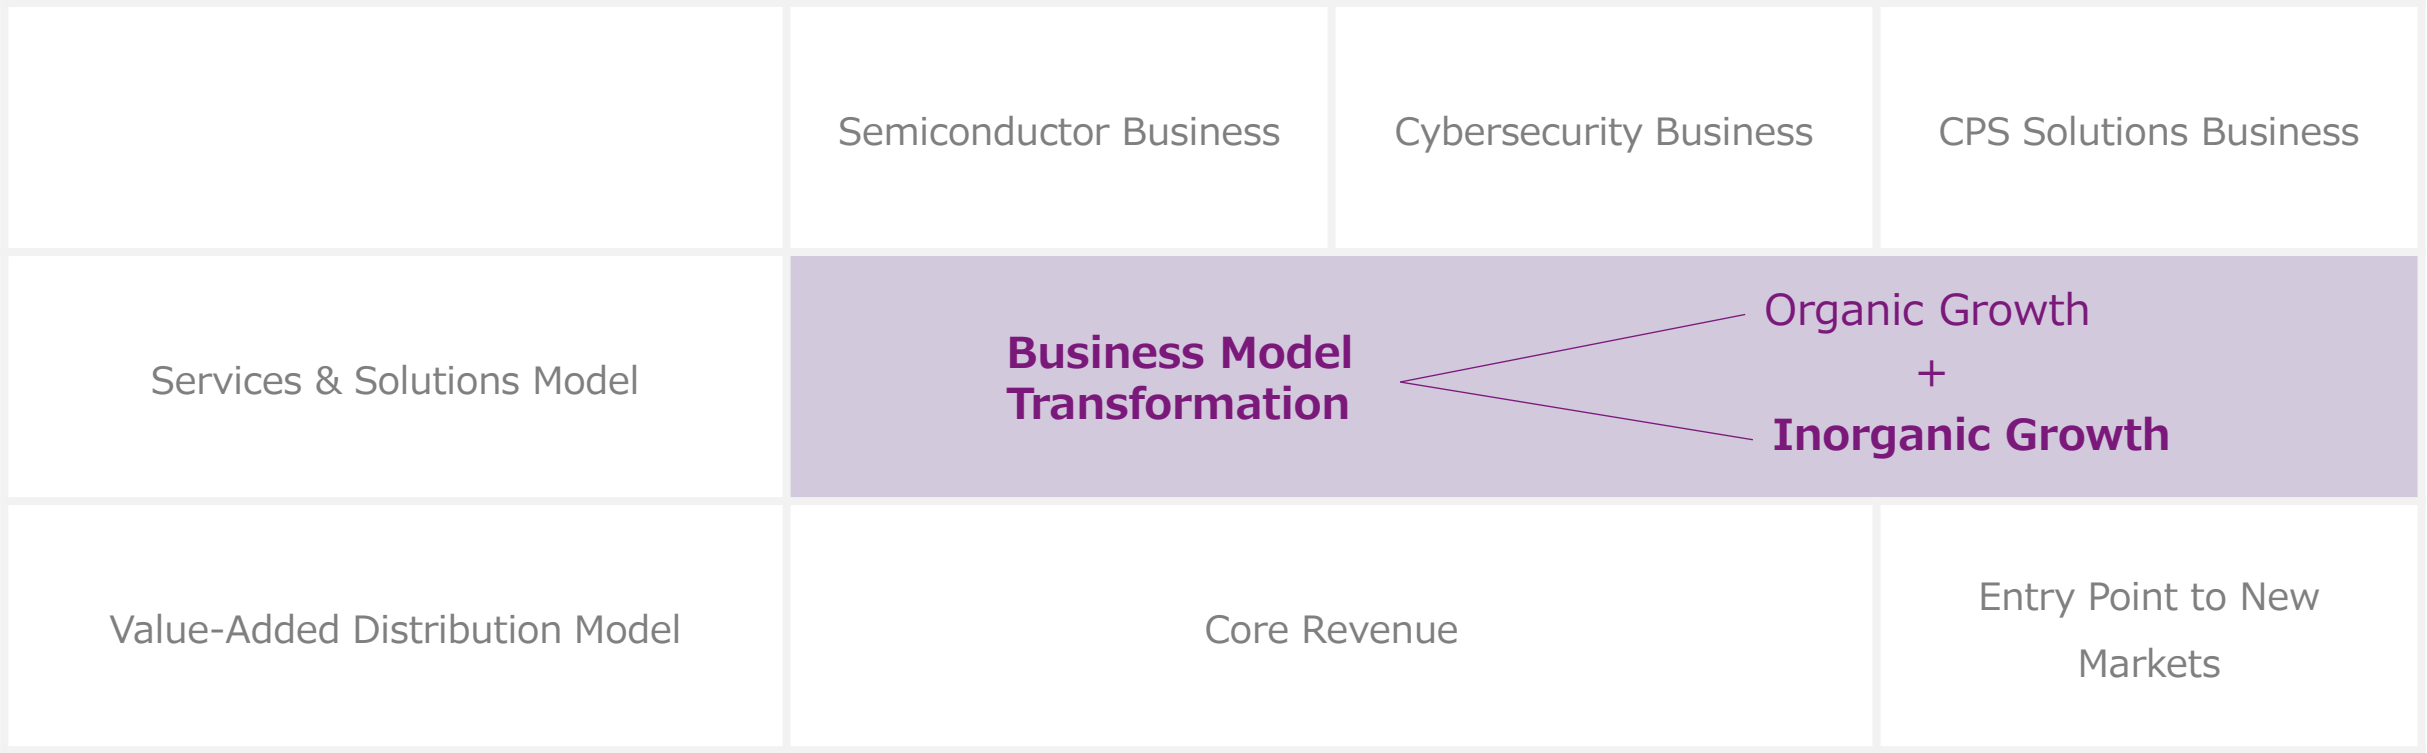 Semiconductor Business
Cybersecurity Business
CPS Solutions Business
Services & Solutions Model
Business Model
Transformation
Organic Growth
+
Inorganic Growth
Value-Added Distribution Model
Core Revenue
Entry Point to New
Markets